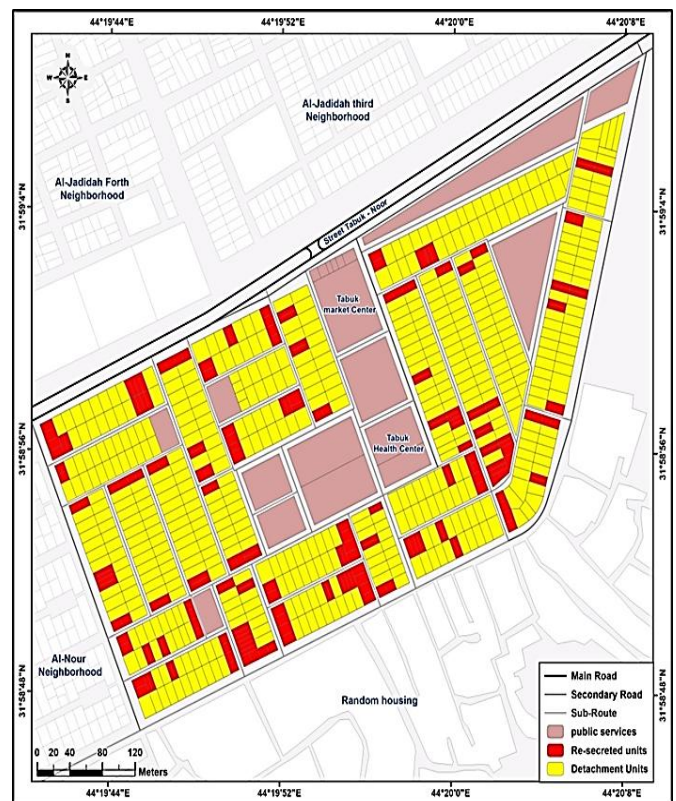 44°19'44"E 44°19'52"E 44°20'0"E 44°20'8"E
N
W E
S
Al-Jadidah third
Neighborhood
Al-Jadidah Forth
Neighborhood
31°59'4"N
31°59'4"N
Street Tabuk - Noor
Tabuk
market Center
31°58'56"N
31°58'56"N
Tabuk
Health Center
Al-Nour
Neighborhood
31°58'48"N
31°58'48"N
Random housing
Main Road
Secondary Road
Sub-Route
public services
Re-secreted units
Detachment Units
0 20 40 80 120
Meters
44°19'44"E 44°19'52"E 44°20'0"E 44°20'8"E